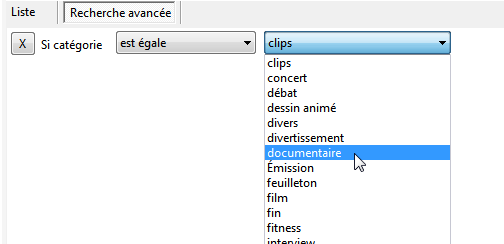 Liste Recherche avancée
X Si catégorie est égale clips
clips
concert
débat
dessin animé
divers
divertissement
documentaire
Émission
feuilleton
film
fin
fitness
interview